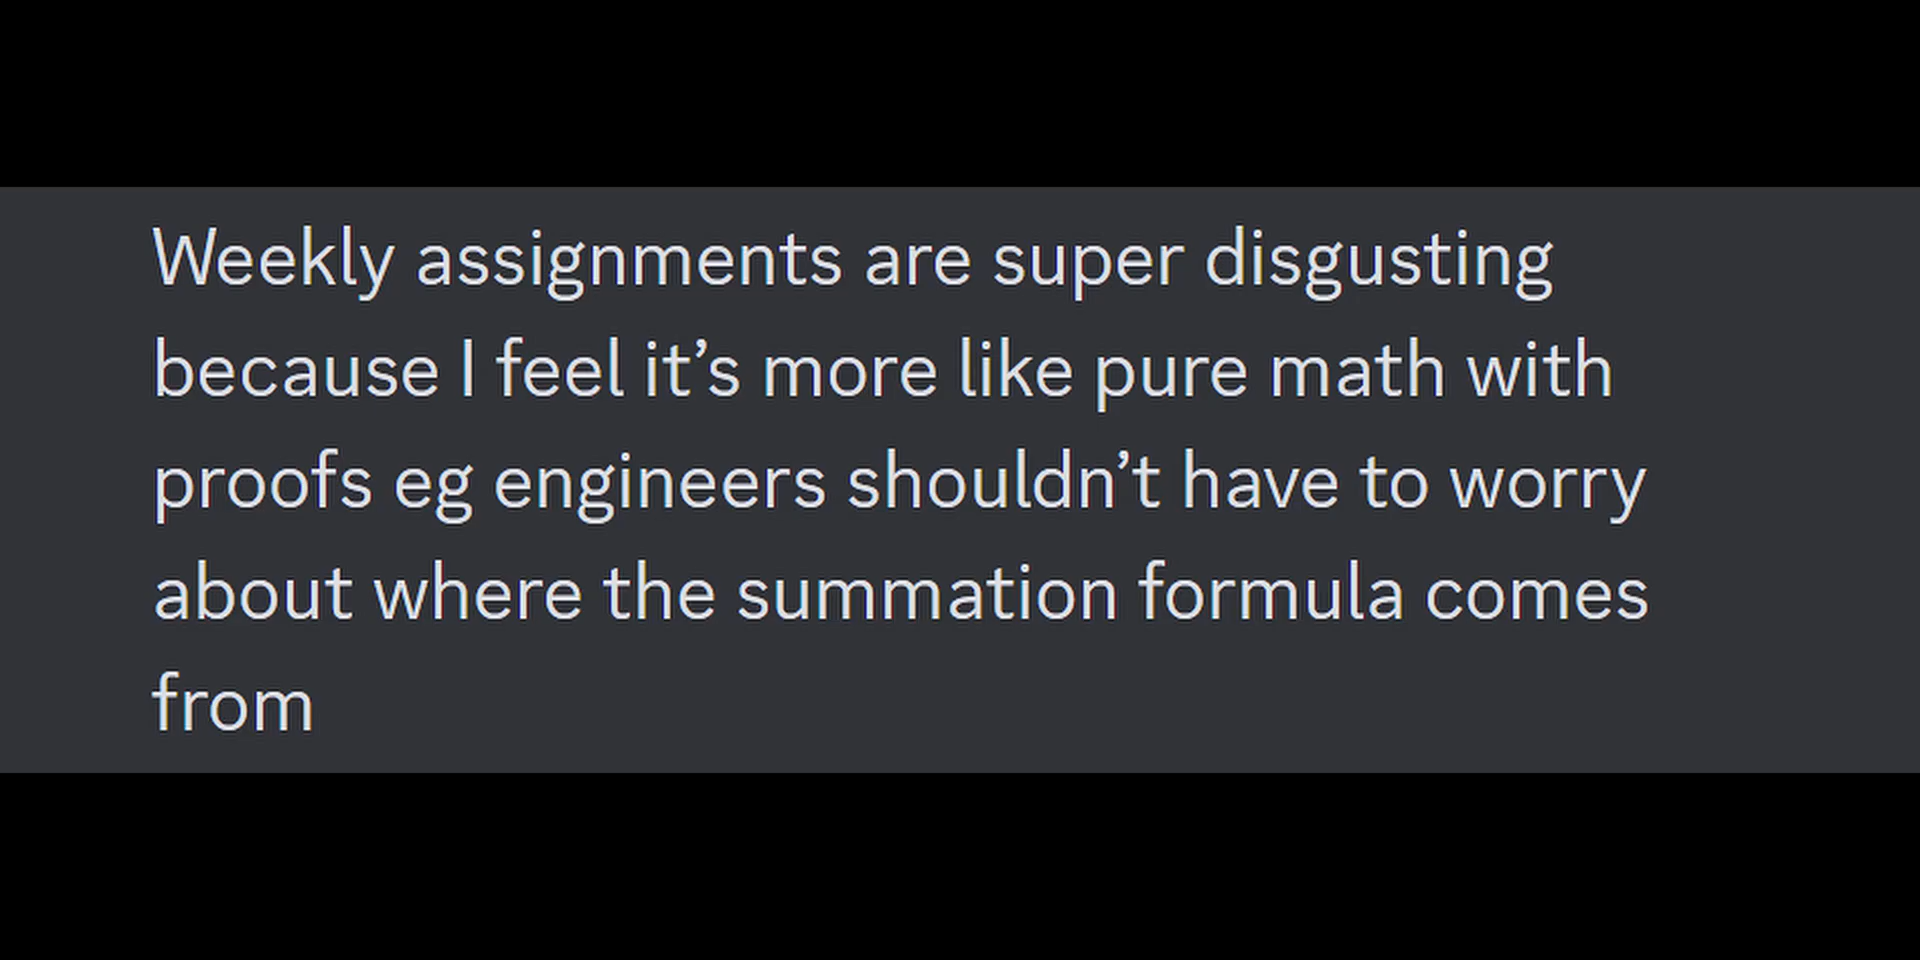 Weekly assignments are super disgusting
because I feel it’s more like pure math with
proofs eg engineers shouldn’t have to worry
about where the summation formula comes
from